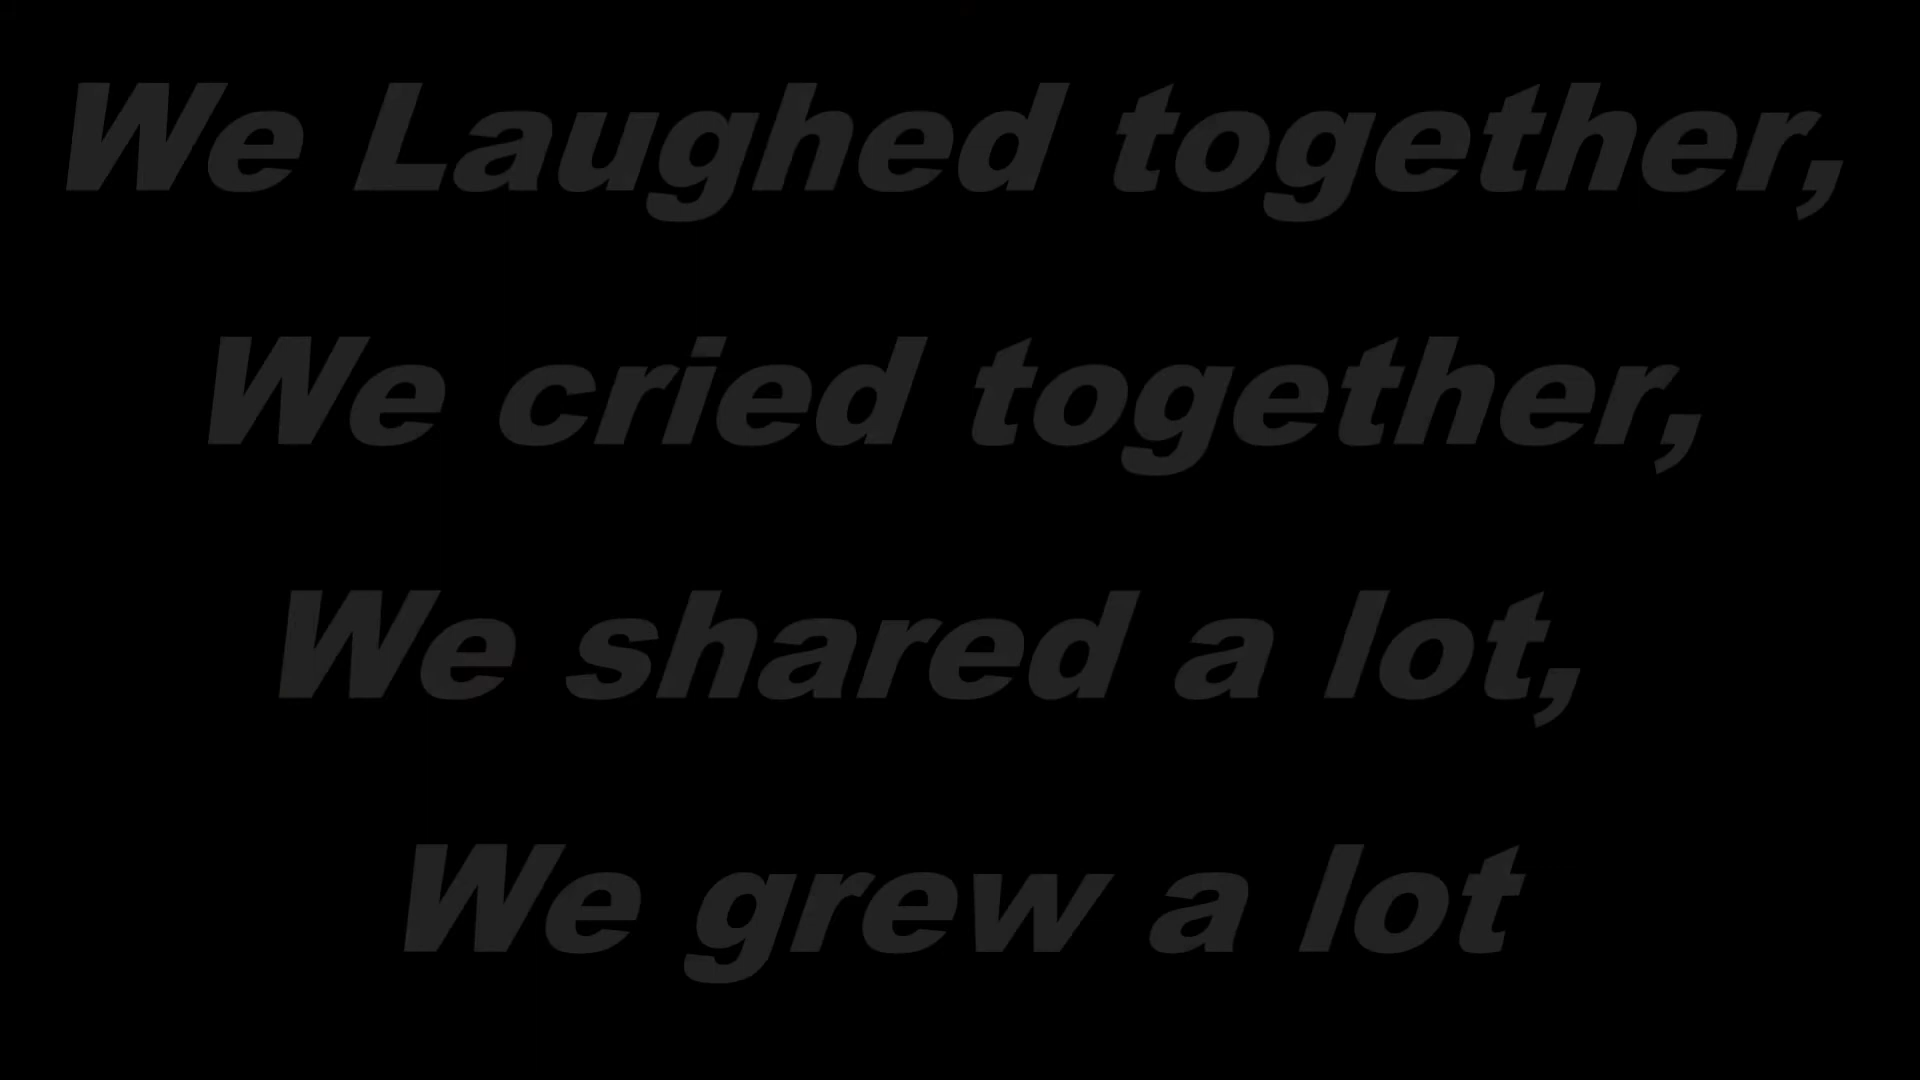 We Laughed together,
We cried together,
We shared a lot,
We grew a lot